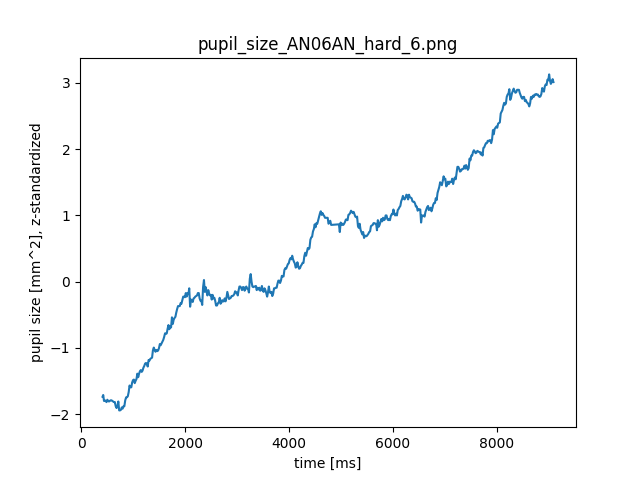 pupil_size_AN06AN_hard_6.png
pupil size [mm^2], z-standardized
3
2
1
0
−1
−2
0 2000 4000 6000 8000
time [ms]